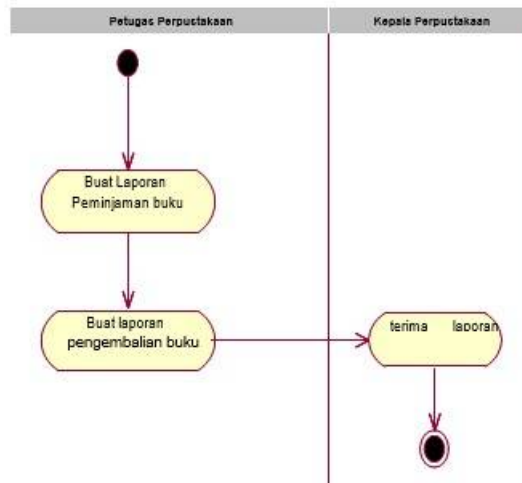 Petugas Perpustakaan
Kepala Perpustakaan
Buat Laporan
Peminjaman buku
Buat laporan
pengembalian buku
terima laporan